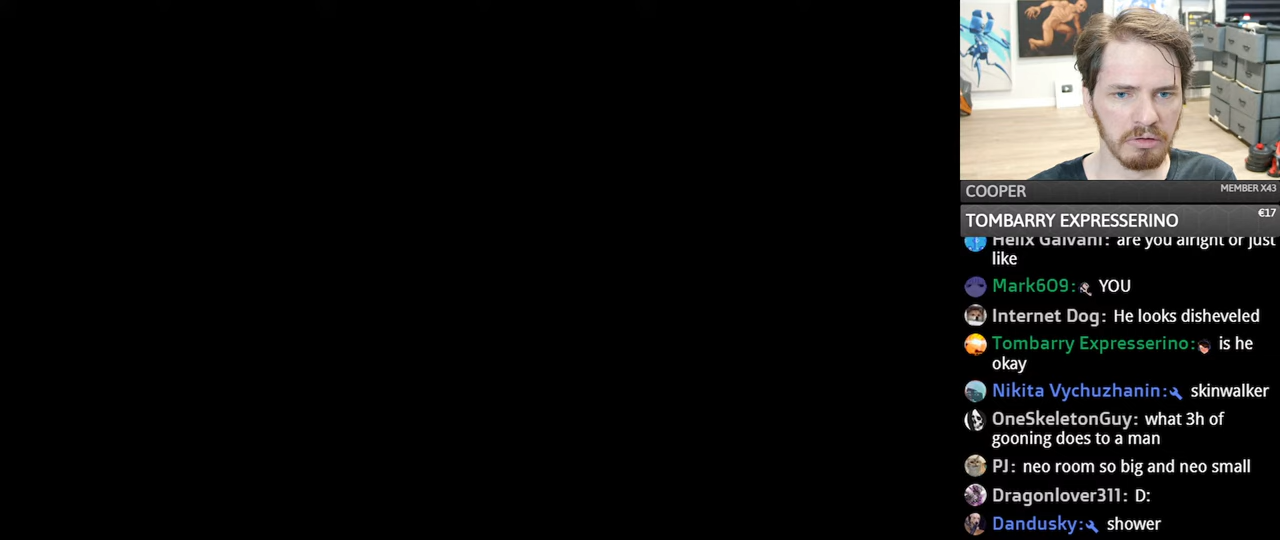 COOPER
MEMBER X43
TOMBARRY EXPRESSERINO
€17
Helix Galvani: are you alright or just
like
Mark609: YOU
Internet Dog: He looks disheveled
Tombarry Expresserino: is he
okay
Nikita Vychuzhanin: skinwalker
OneSkeletonGuy: what 3h of
gooning does to a man
PJ: neo room so big and neo small
Dragonlover311: D:
Dandusky: shower